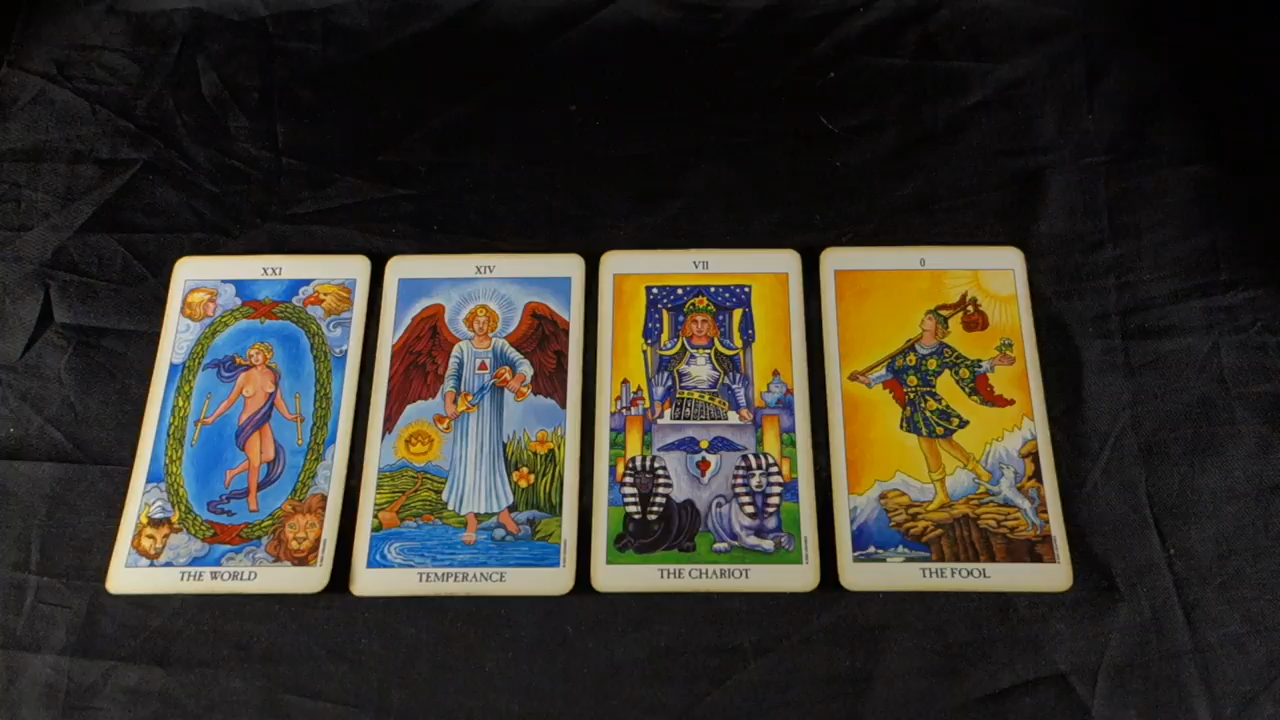 XXI
THE WORLD
XIV
TEMPERANCE
VII
THE CHARIOT
0
THE FOOL